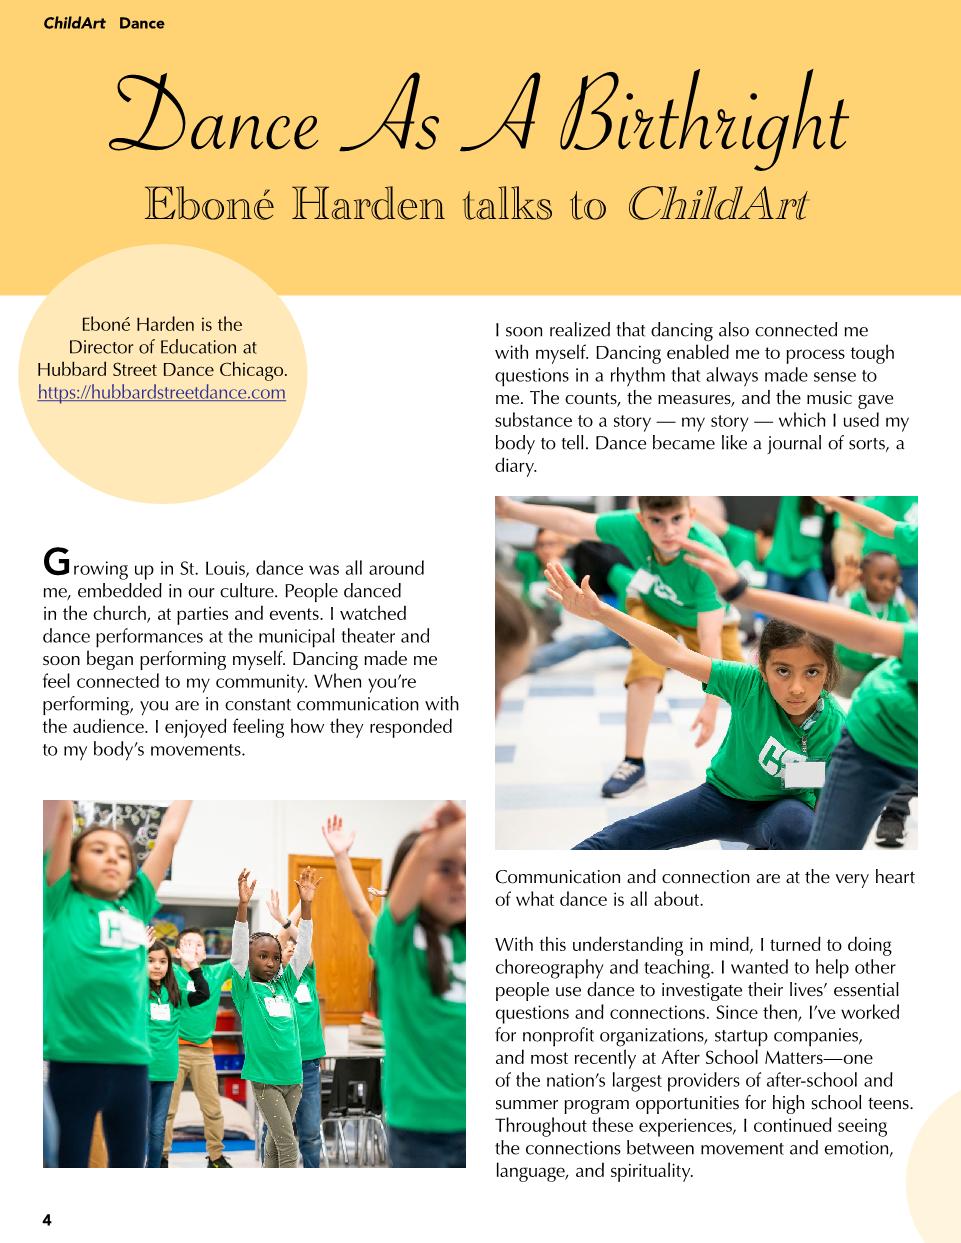 ChildArt Dance
Dance As A Birthright
Eboné Harden talks to ChildArt
Eboné Harden is the
Director of Education at
Hubbard Street Dance Chicago.
https://hubbardstreetdance.com
Growing up in St. Louis, dance was all around
me, embedded in our culture. People danced
in the church, at parties and events. I watched
dance performances at the municipal theater and
soon began performing myself. Dancing made me
feel connected to my community. When you're
performing, you are in constant communication with
the audience. I enjoyed feeling how they responded
to my body's movements.
I soon realized that dancing also connected me
with myself. Dancing enabled me to process tough
questions in a rhythm that always made sense to
me. The counts, the measures, and the music gave
substance to a story — my story — which I used my
body to tell. Dance became like a journal of sorts, a
diary.
Communication and connection are at the very heart
of what dance is all about.
With this understanding in mind, I turned to doing
choreography and teaching. I wanted to help other
people use dance to investigate their lives' essential
questions and connections. Since then, I've worked
for nonprofit organizations, startup companies,
and most recently at After School Matters—one
of the nation's largest providers of after-school and
summer program opportunities for high school teens.
Throughout these experiences, I continued seeing
the connections between movement and emotion,
language, and spirituality.
4